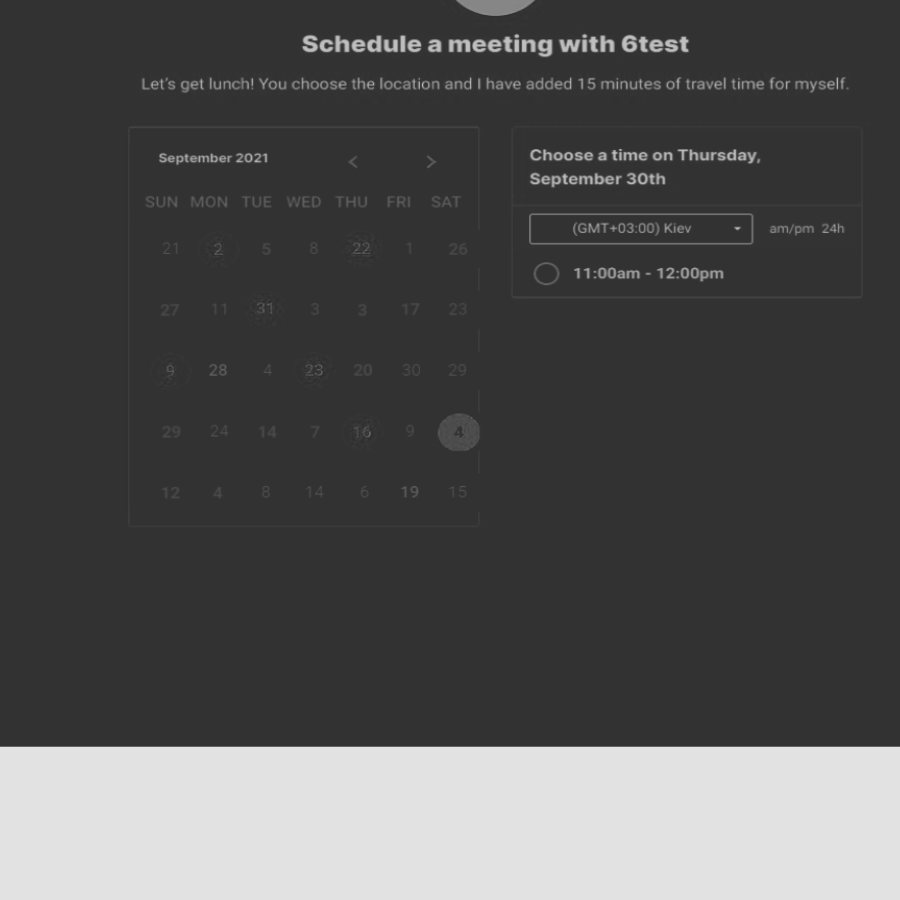 Schedule a meeting with 6test
Let's get lunch! You choose the location and I have added 15 minutes of travel time for myself.
September 2021
SUN MON TUE WED THU FRI SAT
21 2 5 8 22 1 26
27 11 31 3 3 17 23
9 28 4 23 20 30 29
29 24 14 7 16 9 4
12 4 8 14 6 19 15
Choose a time on Thursday,
September 30th
(GMT+03:00) Kiev am/pm 24h
11:00am - 12:00pm